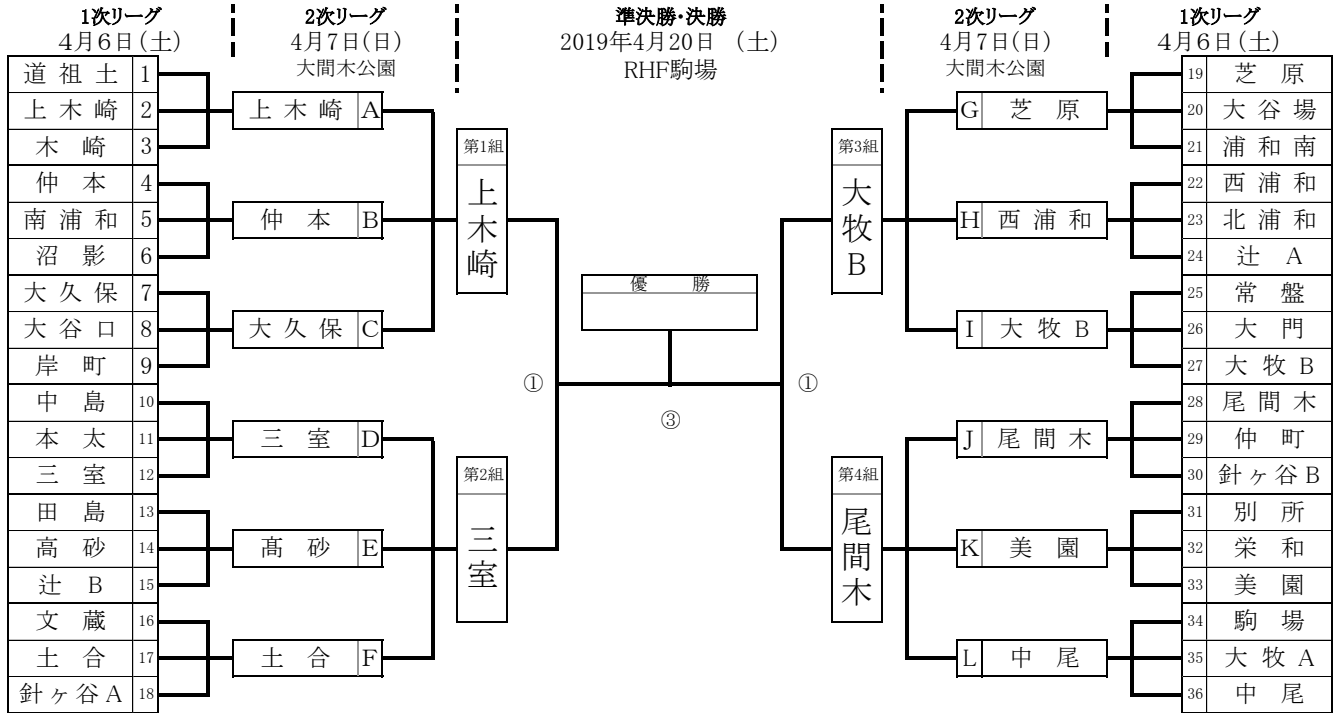 1次リーグ 2次リーグ 準決勝・決勝 2次リーグ 1次リーグ
4月6日(土) 4月7日(日) 2019年4月20日 (土) 4月7日(日) 4月6日(土)
大間木公園 RHF駒場 大間木公園
道祖土 1
上木崎 2
木崎 3
仲本 4
南浦和 5
沼影 6
大久保 7
大谷口 8
岸町 9
中島 10
本太 11
三室 12
田島 13
高砂 14
辻B 15
文蔵 16
土合 17
針ヶ谷A 18
上木崎 A
仲本 B
大久保 C
三室 D
髙砂 E
土合 F
第1組
上木崎
第2組
三室
①
優勝
③
①
第3組
大牧B
第4組
尾間木
G 芝原
H 西浦和
I 大牧B
J 尾間木
K 美園
L 中尾
19 芝原
20 大谷場
21 浦和南
22 西浦和
23 北浦和
24 辻A
25 常盤
26 大門
27 大牧B
28 尾間木
29 仲町
30 針ヶ谷B
31 別所
32 栄和
33 美園
34 駒場
35 大牧A
36 中尾